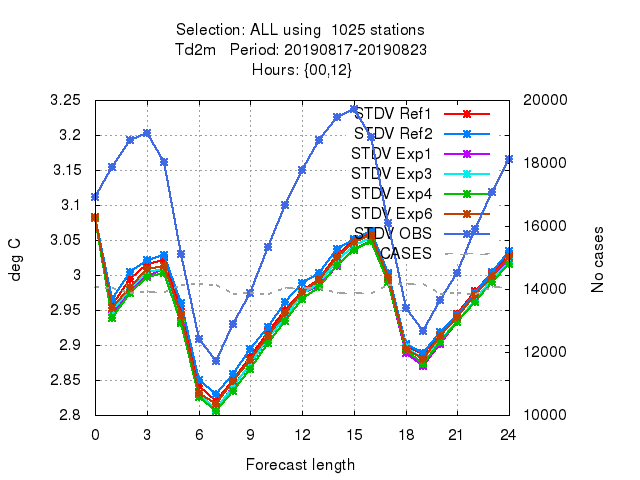 Selection: ALL using 1025 stations
Td2m Period: 20190817-20190823
Hours: {00,12}
3.25
3.2
3.15
3.1
3.05
3
2.95
2.9
2.85
2.8
deg C
20000
18000
16000
14000
12000
10000
No cases
STDV Ref1
STDV Ref2
STDV Exp1
STDV Exp3
STDV Exp4
STDV Exp6
STDV OBS
CASES
0 3 6 9 12 15 18 21 24
Forecast length